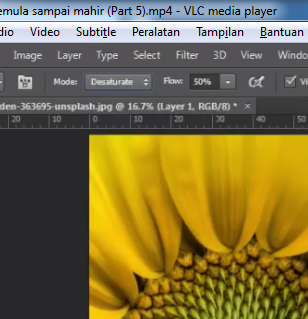 emula sampai mahir (Part 5).mp4 - VLC media player
dio Video Subtitle Peralatan Tampilan Bantuan
Image Layer Type Select Filter 3D View Windo
Mode: Desaturate Flow: 50% Vi
den-363695-unsplash.jpg @ 16.7% (Layer 1, RGB/8) * ×
20 10 0 10 20 30 40 50